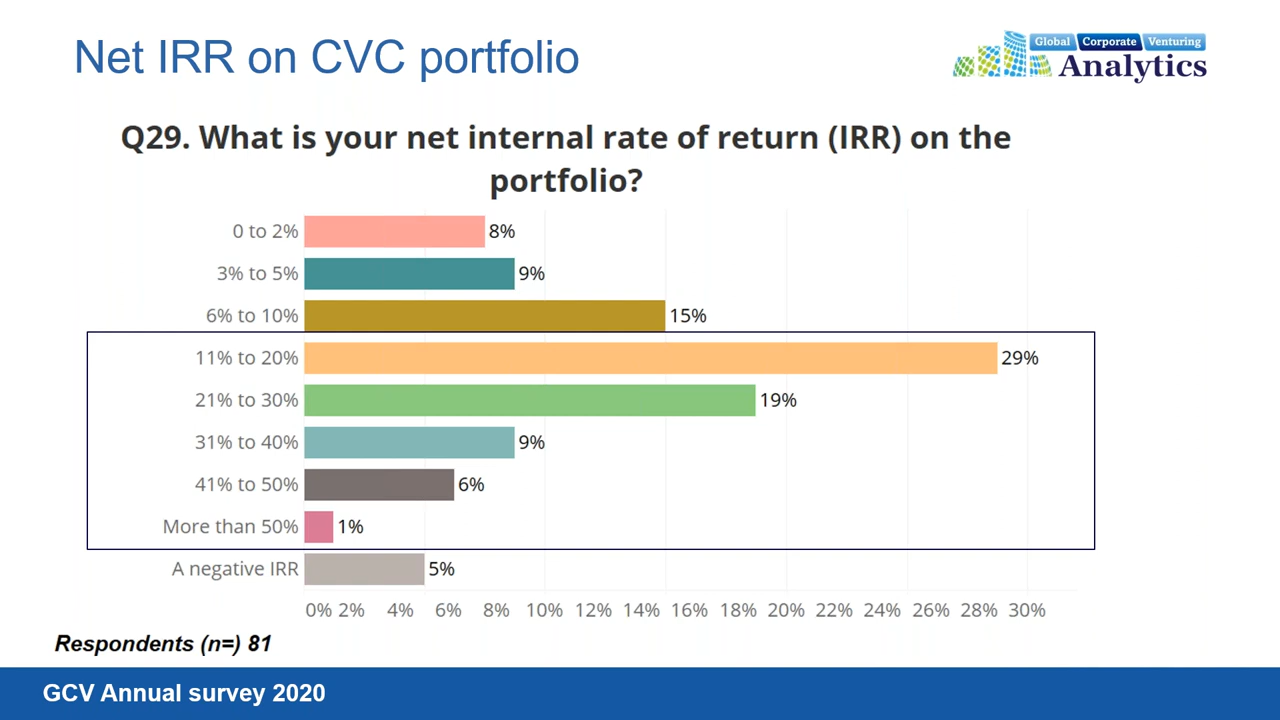 Net IRR on CVC portfolio
Global Corporate Venturing
Analytics
Q29. What is your net internal rate of return (IRR) on the
portfolio?
0 to 2% 8%
3% to 5% 9%
6% to 10% 15%
11% to 20% 29%
21% to 30% 19%
31% to 40% 9%
41% to 50% 6%
More than 50% 1%
A negative IRR 5%
0% 2% 4% 6% 8% 10% 12% 14% 16% 18% 20% 22% 24% 26% 28% 30%
Respondents (n=) 81
GCV Annual survey 2020